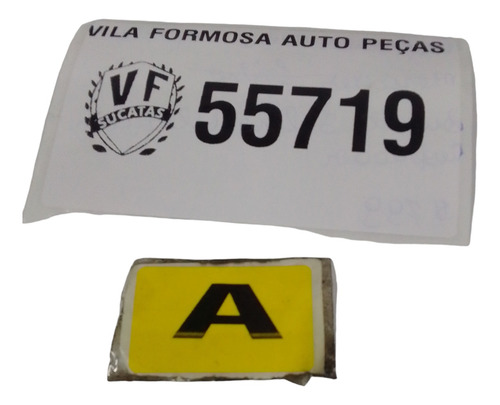 VILA FORMOSA AUTO PEÇAS
VF
SUCATAS
55719
A